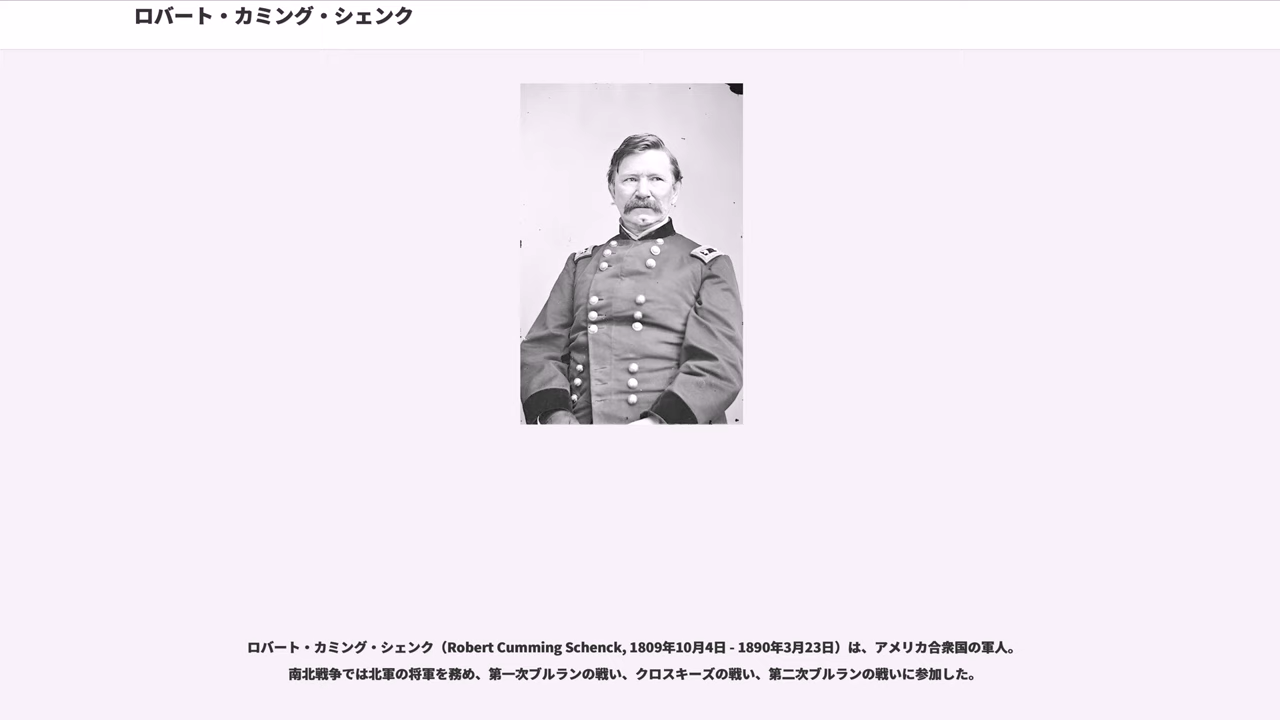 ロバート・カミング・シェンク
ロバート・カミング・シェンク（Robert Cumming Schenck, 1809年10月4日 - 1890年3月23日）は、アメリカ合衆国の軍人。
南北戦争では北軍の将軍を務め、第一次ブルランの戦い、クロスキーズの戦い、第二次ブルランの戦いに参加した。